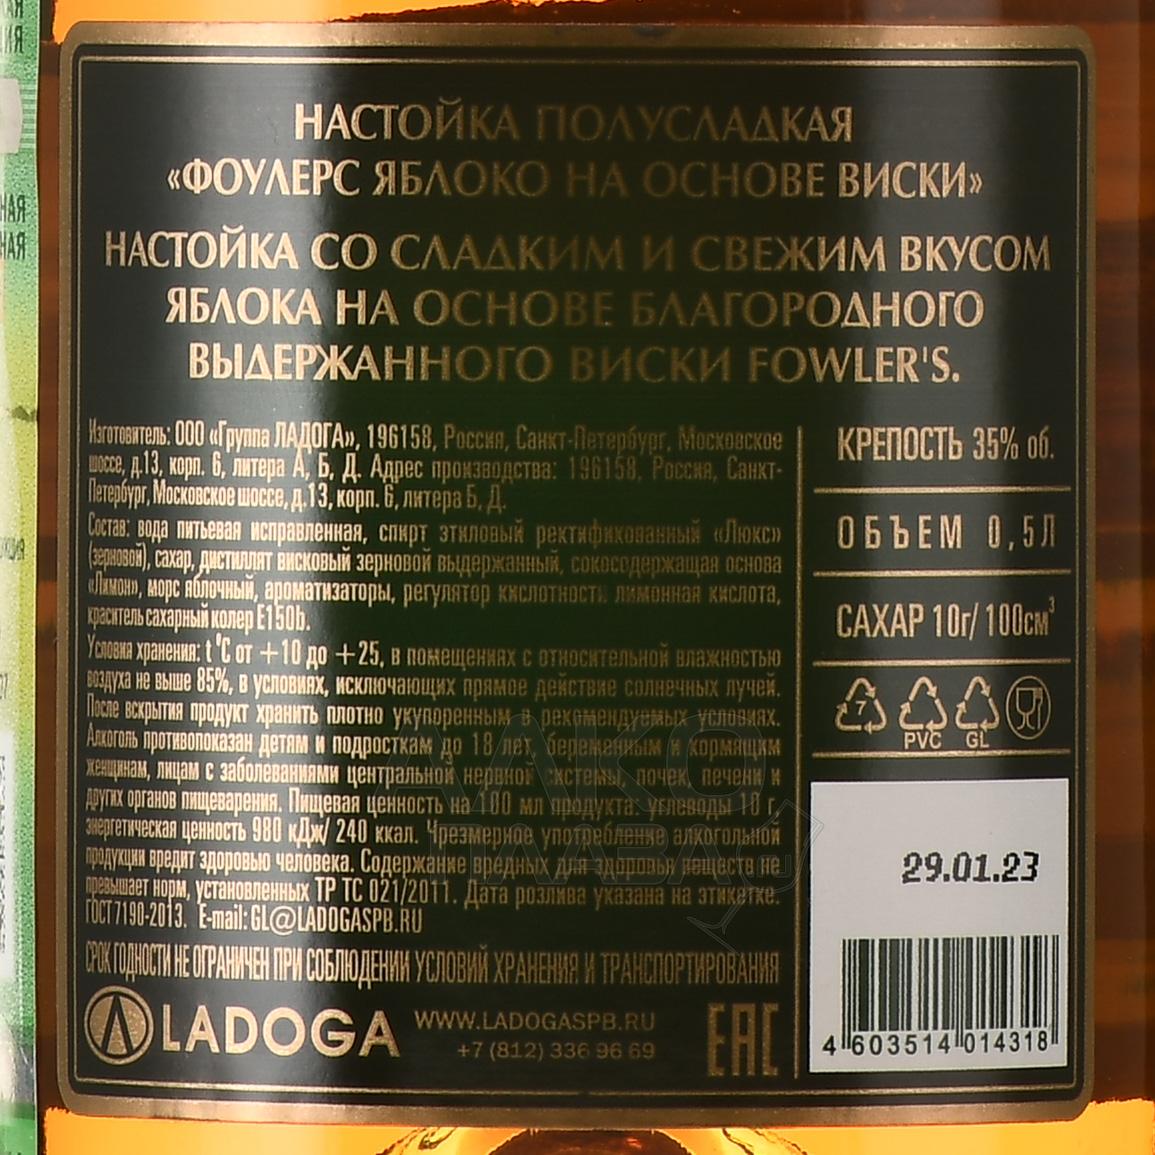 НАСТОЙКА ПОЛУСЛАДКАЯ
«ФОУЛЕРС ЯБЛОКО НА ОСНОВЕ ВИСКИ»
НАСТОЙКА СО СЛАДКИМ И СВЕЖИМ ВКУСОМ
ЯБЛОКА НА ОСНОВЕ БЛАГОРОДНОГО
ВЫДЕРЖАННОГО ВИСКИ FOWLER'S.
Изготовитель: ООО «Группа ЛАДОГА», 196158, Россия, Санкт-Петербург, Московское
шоссе, д.13, корп. 6, литера А, Б, Д. Адрес производства: 196158, Россия, Санкт-
Петербург, Московское шоссе, д.13, корп. 6, литера Б, Д.
Состав: вода питьевая исправленная, спирт этиловый ректификованный «Люкс»
(зерновой), сахар, дистиллят висковый зерновой выдержанный, сокосодержащая основа
«Лимон», морс яблочный, ароматизаторы, регулятор кислотности лимонная кислота,
краситель сахарный колер Е150b.
Условия хранения: t °С от +10 до +25, в помещениях с относительной влажностью
воздуха не выше 85%, в условиях, исключающих прямое действие солнечных лучей.
После вскрытия продукт хранить плотно укупоренным в рекомендуемых условиях.
Алкоголь противопоказан детям и подросткам до 18 лет, беременным и кормящим
женщинам, лицам с заболеваниями центральной нервной системы, почек, печени и
других органов пищеварения. Пищевая ценность на 100 мл продукта: углеводы 10 г,
энергетическая ценность 980 кДж/ 240 ккал. Чрезмерное употребление алкогольной
продукции вредит здоровью человека. Содержание вредных для здоровья веществ не
превышает норм, установленных ТР ТС 021/2011. Дата розлива указана на этикетке.
ГОСТ 7190-2013. E-mail: GL@LADOGASPB.RU
СРОК ГОДНОСТИ НЕ ОГРАНИЧЕН ПРИ СОБЛЮДЕНИИ УСЛОВИЙ ХРАНЕНИЯ И ТРАНСПОРТИРОВАНИЯ
LADOGA
WWW.LADOGASPB.RU
+7 (812) 336 96 69
ЕАС
КРЕПОСТЬ 35% об.
ОБЪЕМ 0,5Л
САХАР 10г/ 100см³
7
PVC GL
29.01.23
4 603514 014318
АЛКО
ПЛАЗА.ru